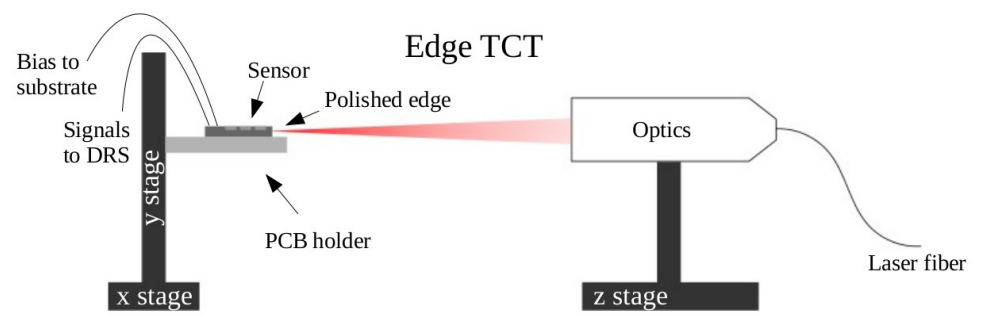 Edge TCT
Bias to
substrate
Sensor
Polished edge
Signals
to DRS
Optics
y stage
PCB holder
Laser fiber
x stage
z stage